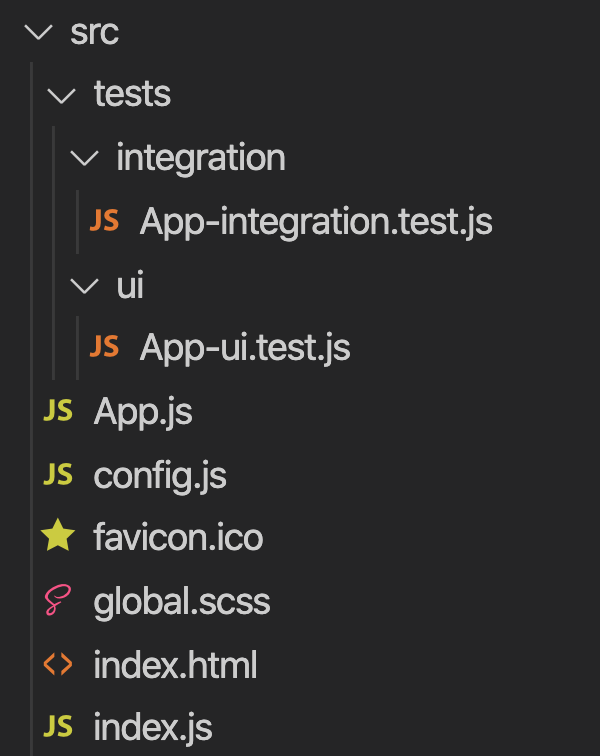 src
tests
integration
JS App-integration.test.js
ui
JS App-ui.test.js
JS App.js
JS config.js
favicon.ico
global.scss
index.html
JS index.js